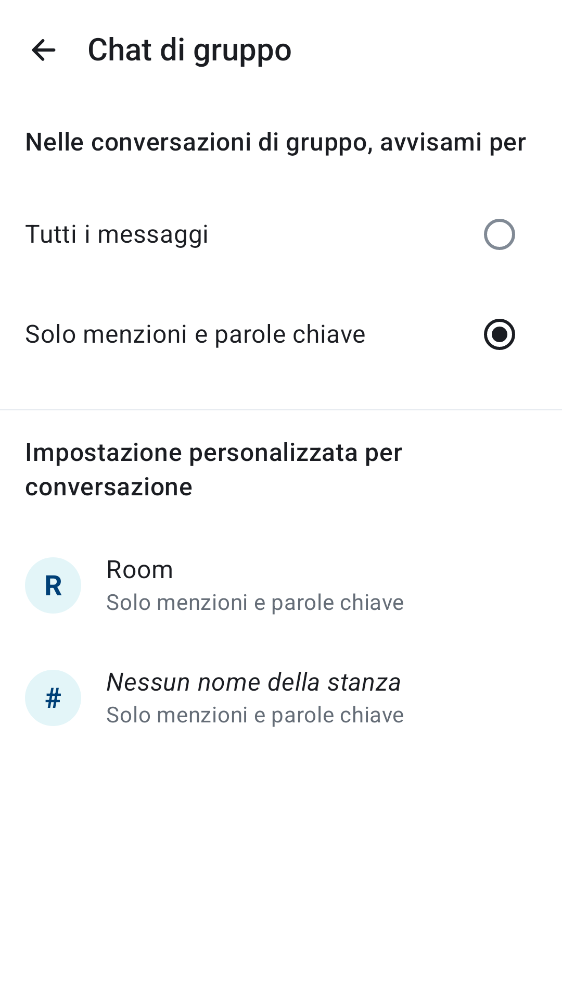 Chat di gruppo
Nelle conversazioni di gruppo, avvisami per
Tutti i messaggi
Solo menzioni e parole chiave
Impostazione personalizzata per
conversazione
R
Room
Solo menzioni e parole chiave
#
Nessun nome della stanza
Solo menzioni e parole chiave